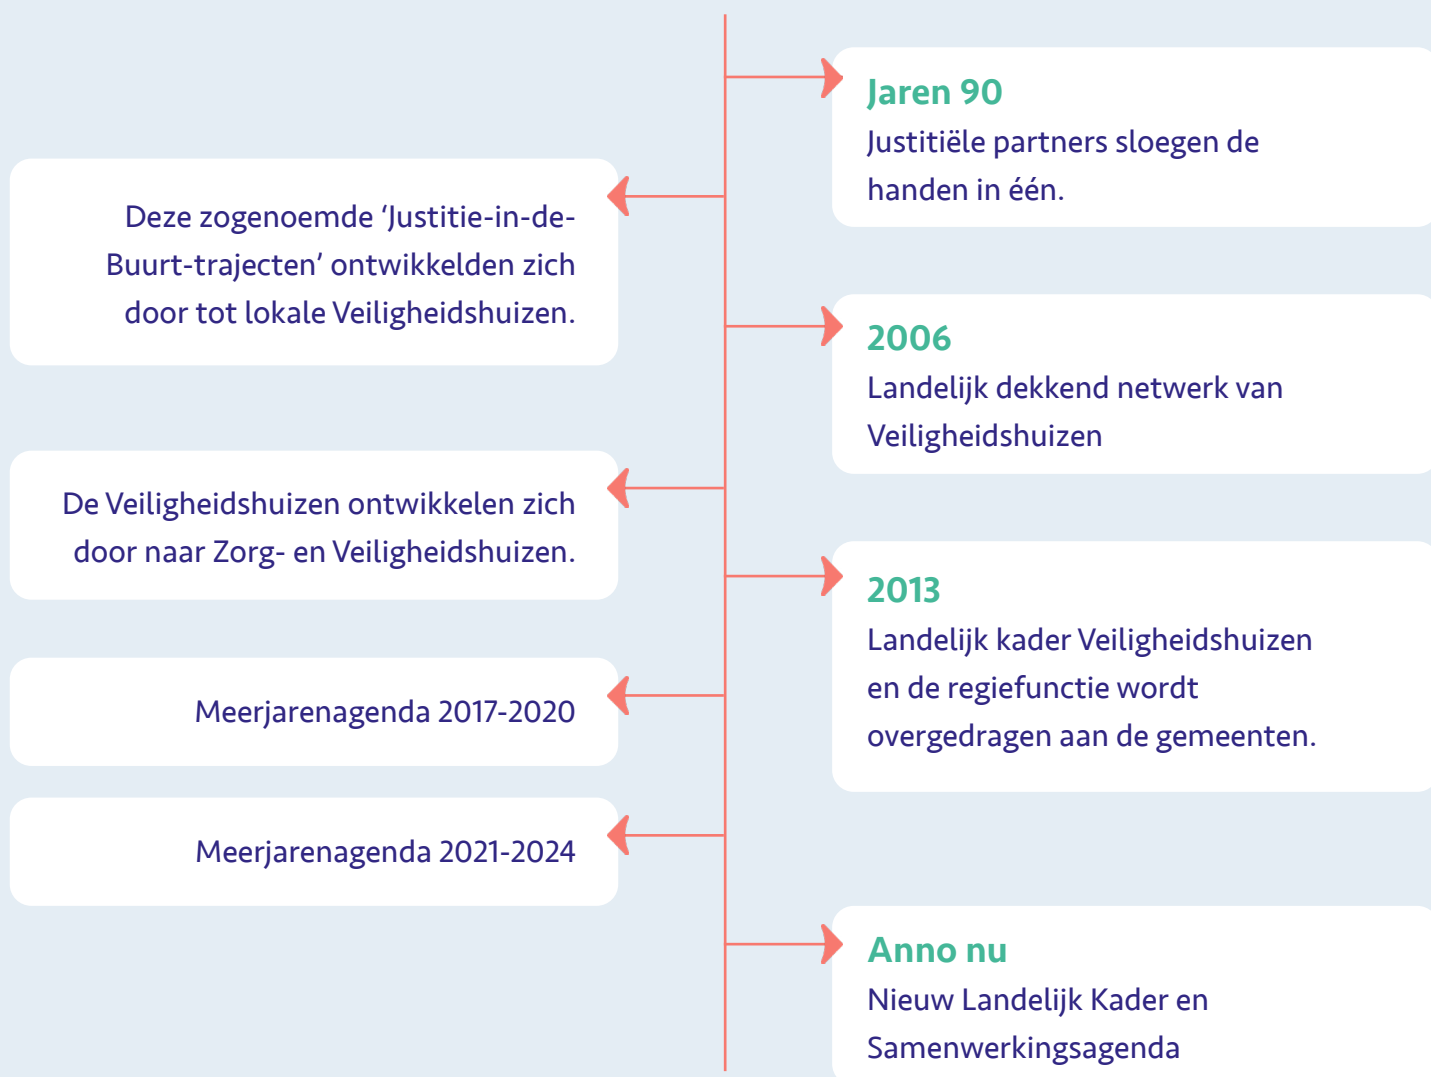 Jaren 90
Justitiële partners sloegen de
handen in één.
Deze zogenoemde ‘Justitie-in-de-
Buurt-trajecten’ ontwikkelden zich
door tot lokale Veiligheidshuizen.
2006
Landelijk dekkend netwerk van
Veiligheidshuizen
De Veiligheidshuizen ontwikkelen zich
door naar Zorg- en Veiligheidshuizen.
2013
Landelijk kader Veiligheidshuizen
en de regiefunctie wordt
overgedragen aan de gemeenten.
Meerjarenagenda 2017-2020
Meerjarenagenda 2021-2024
Anno nu
Nieuw Landelijk Kader en
Samenwerkingsagenda